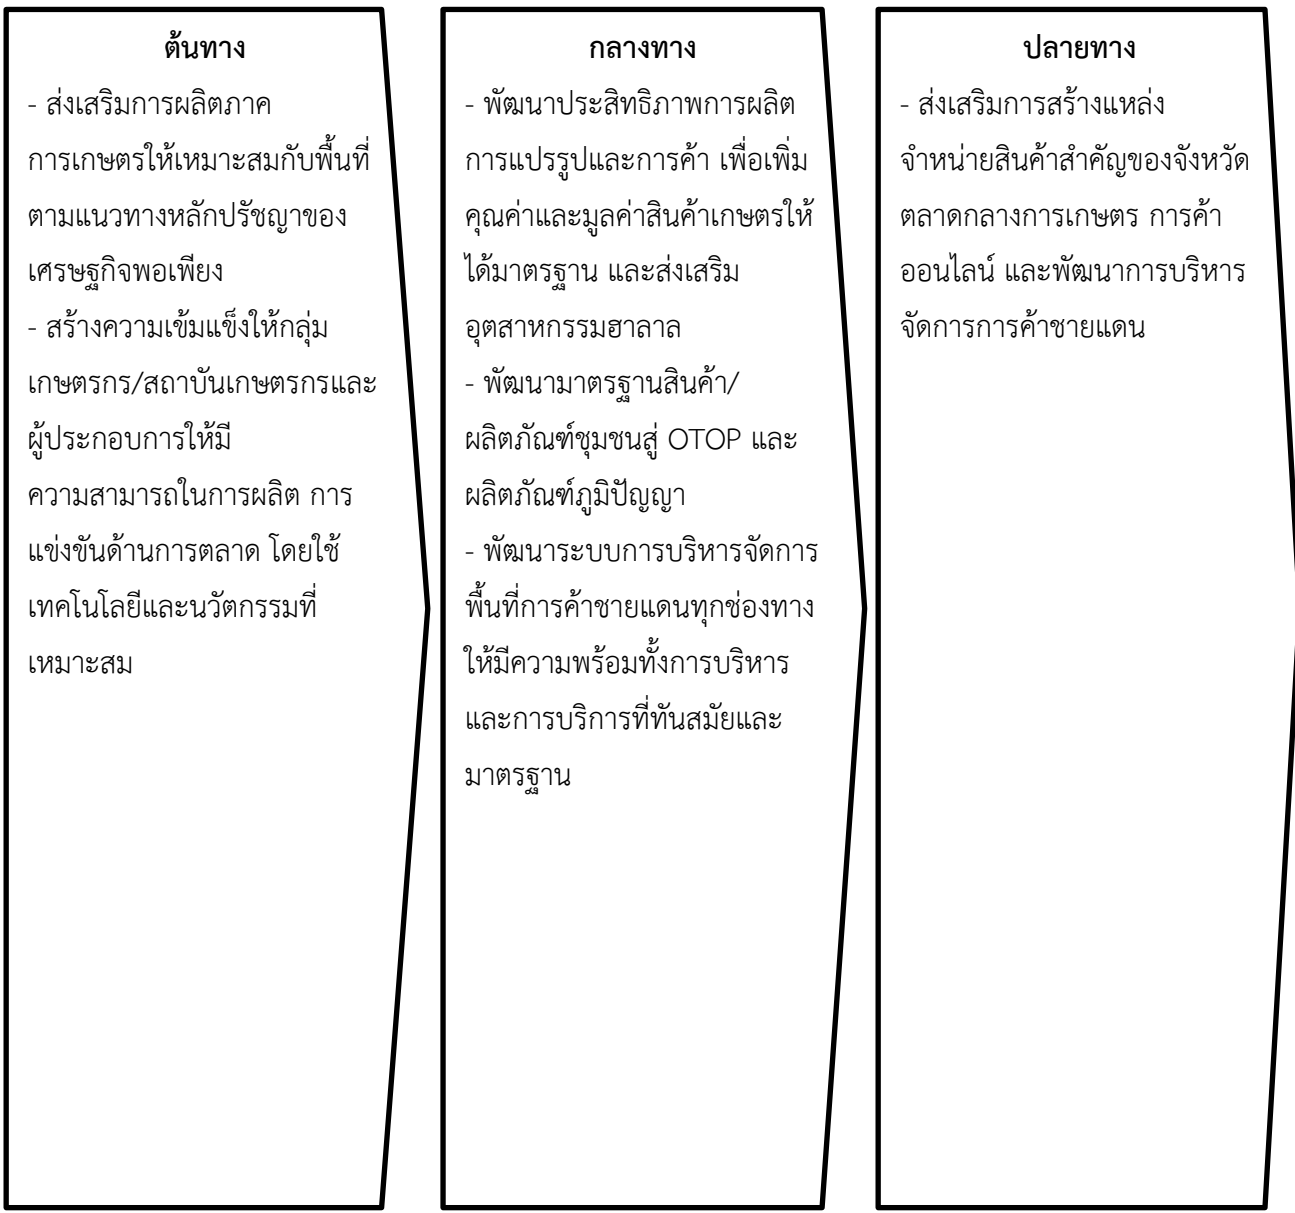 ต้นทาง
- ส่งเสริมการผลิตภาค
การเกษตรให้เหมาะสมกับพื้นที่
ตามแนวทางหลักปรัชญาของ
เศรษฐกิจพอเพียง
- สร้างความเข้มแข็งให้กลุ่ม
เกษตรกร/สถาบันเกษตรกรและ
ผู้ประกอบการให้มี
ความสามารถในการผลิต การ
แข่งขันด้านการตลาด โดยใช้
เทคโนโลยีและนวัตกรรมที่
เหมาะสม
กลางทาง
- พัฒนาประสิทธิภาพการผลิต
การแปรรูปและการค้า เพื่อเพิ่ม
คุณค่าและมูลค่าสินค้าเกษตรให้
ได้มาตรฐาน และส่งเสริม
อุตสาหกรรมฮาลาล
- พัฒนามาตรฐานสินค้า/
ผลิตภัณฑ์ชุมชนสู่ OTOP และ
ผลิตภัณฑ์ภูมิปัญญา
- พัฒนาระบบการบริหารจัดการ
พื้นที่การค้าชายแดนทุกช่องทาง
ให้มีความพร้อมทั้งการบริหาร
และการบริการที่ทันสมัยและ
มาตรฐาน
ปลายทาง
- ส่งเสริมการสร้างแหล่ง
จำหน่ายสินค้าสำคัญของจังหวัด
ตลาดกลางการเกษตร การค้า
ออนไลน์ และพัฒนาการบริหาร
จัดการการค้าชายแดน